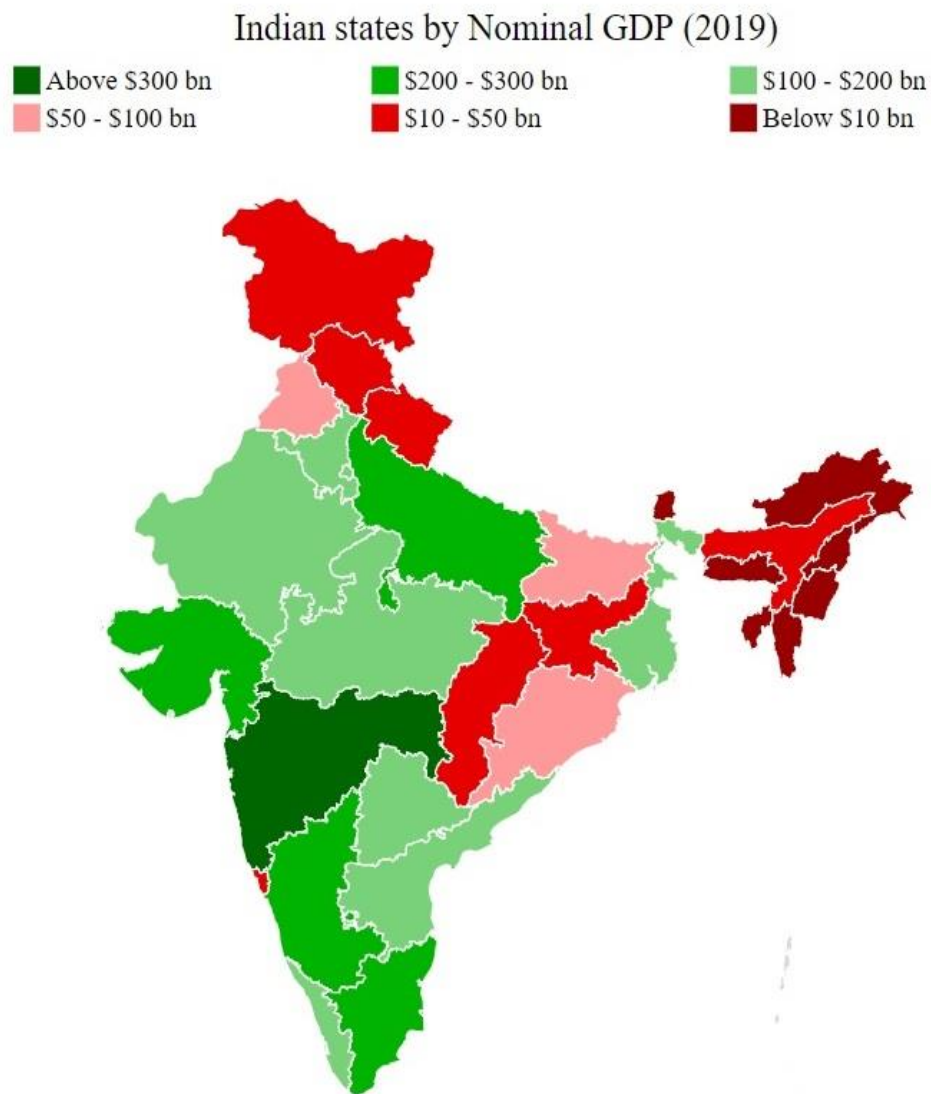 Indian states by Nominal GDP (2019)
Above $300 bn
$200 - $300 bn
$100 - $200 bn
$50 - $100 bn
$10 - $50 bn
Below $10 bn